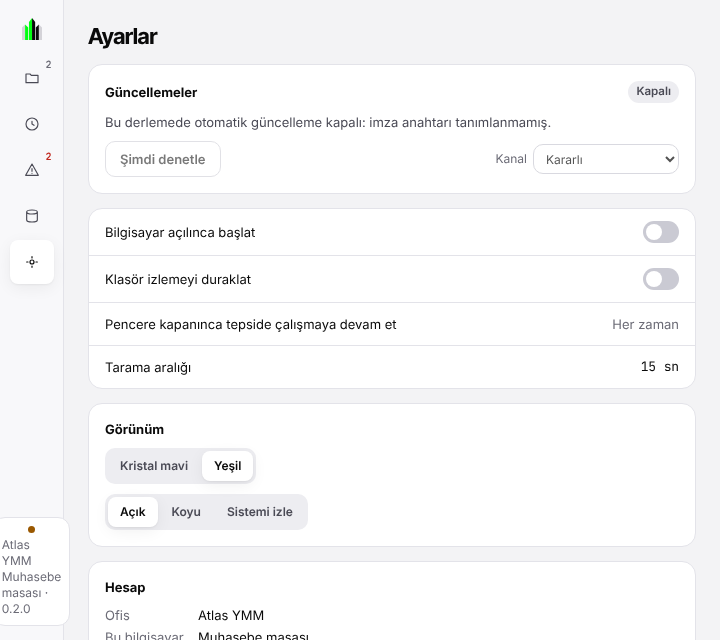 Ayarlar
2
2
Güncellemeler
Kapalı
Bu derlemede otomatik güncelleme kapalı: imza anahtarı tanımlanmamış.
Şimdi denetle
Kanal
Kararlı
Bilgisayar açılınca başlat
Klasör izlemeyi duraklat
Pencere kapanınca tepside çalışmaya devam et
Her zaman
Tarama aralığı
15 sn
Görünüm
Kristal mavi
Yeşil
Açık
Koyu
Sistemi izle
Atlas
YMM
Muhasebe
masası ·
0.2.0
Hesap
Ofis
Atlas YMM
Bu bilgisayar
Muhasebe masası